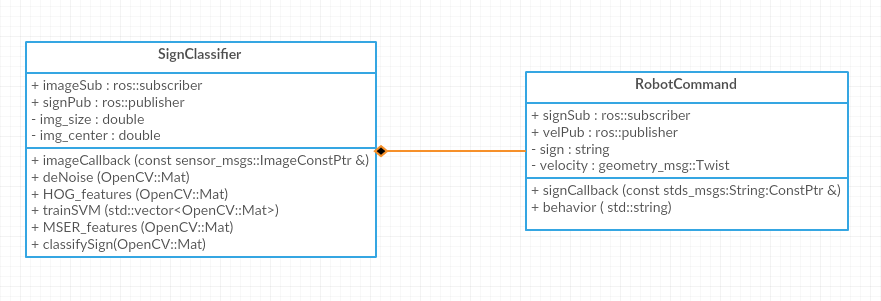 SignClassifier
+ imageSub : ros::subscriber
+ signPub : ros::publisher
- img_size : double
- img_center : double
+ imageCallback (const sensor_msgs::ImageConstPtr &)
+ deNoise (OpenCV::Mat)
+ HOG_features (OpenCV::Mat)
+ trainSVM (std::vector<OpenCV::Mat>)
+ MSER_features (OpenCV::Mat)
+ classifySign(OpenCV::Mat)
RobotCommand
+ signSub : ros::subscriber
+ velPub : ros::publisher
- sign : string
- velocity : geometry_msg::Twist
+ signCallback (const stds_msgs:String:ConstPtr &)
+ behavior ( std::string)